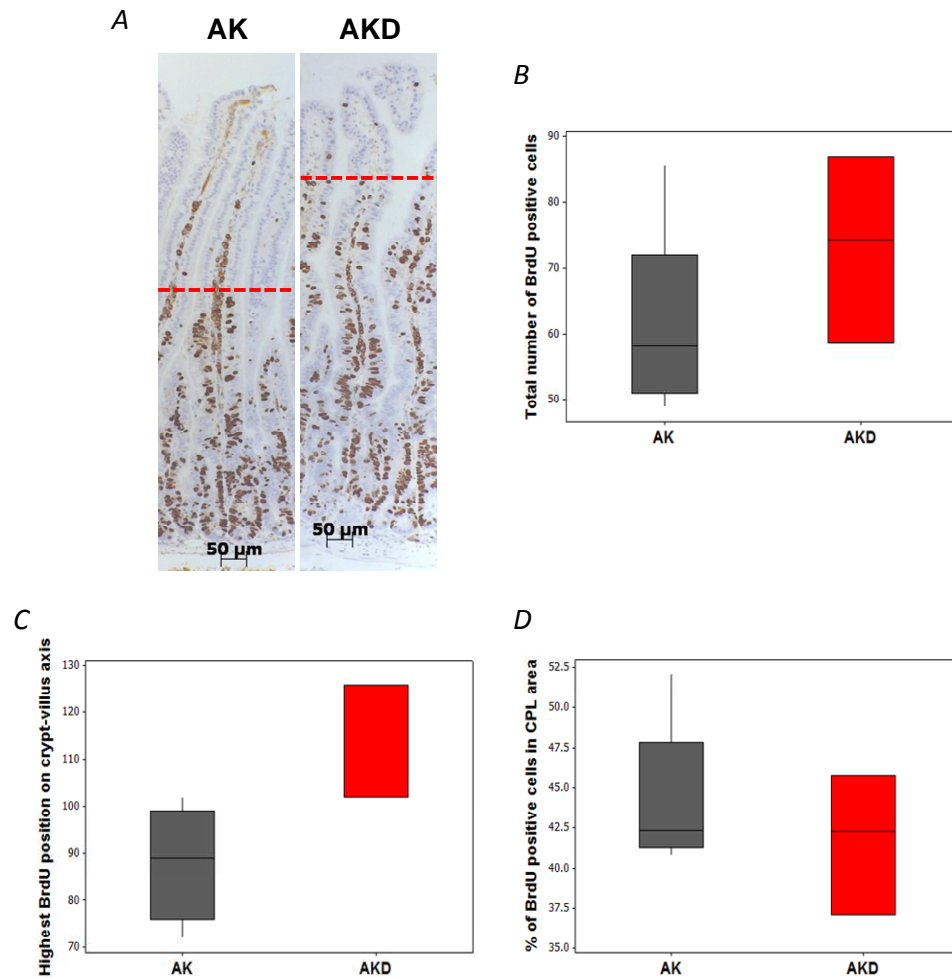 A
AK
AKD
50 µm
50 µm
B
Total number of BrdU positive cells
90
80
70
60
50
AK
AKD
C
Highest BrdU position on crypt-villus axis
130
120
110
100
90
80
70
AK
AKD
D
% of BrdU positive cells in CPL area
52.5
50.0
47.5
45.0
42.5
40.0
37.5
35.0
AK
AKD